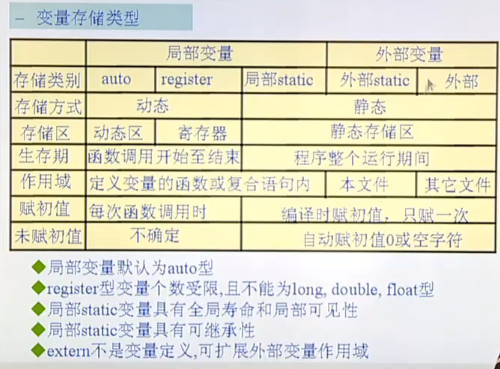 – 变量存储类型
局部变量 外部变量
存储类别 auto register 局部static 外部static 外部
存储方式 动态 静态
存储区 动态区 寄存器 静态存储区
生存期 函数调用开始至结束 程序整个运行期间
作用域 定义变量的函数或复合语句内 本文件 其它文件
赋初值 每次函数调用时 编译时赋初值，只赋一次
未赋初值 不确定 自动赋初值0或空字符
◆局部变量默认为auto型
◆register型变量个数受限,且不能为long, double, float型
◆局部static变量具有全局寿命和局部可见性
◆局部static变量具有可继承性
◆extern不是变量定义,可扩展外部变量作用域